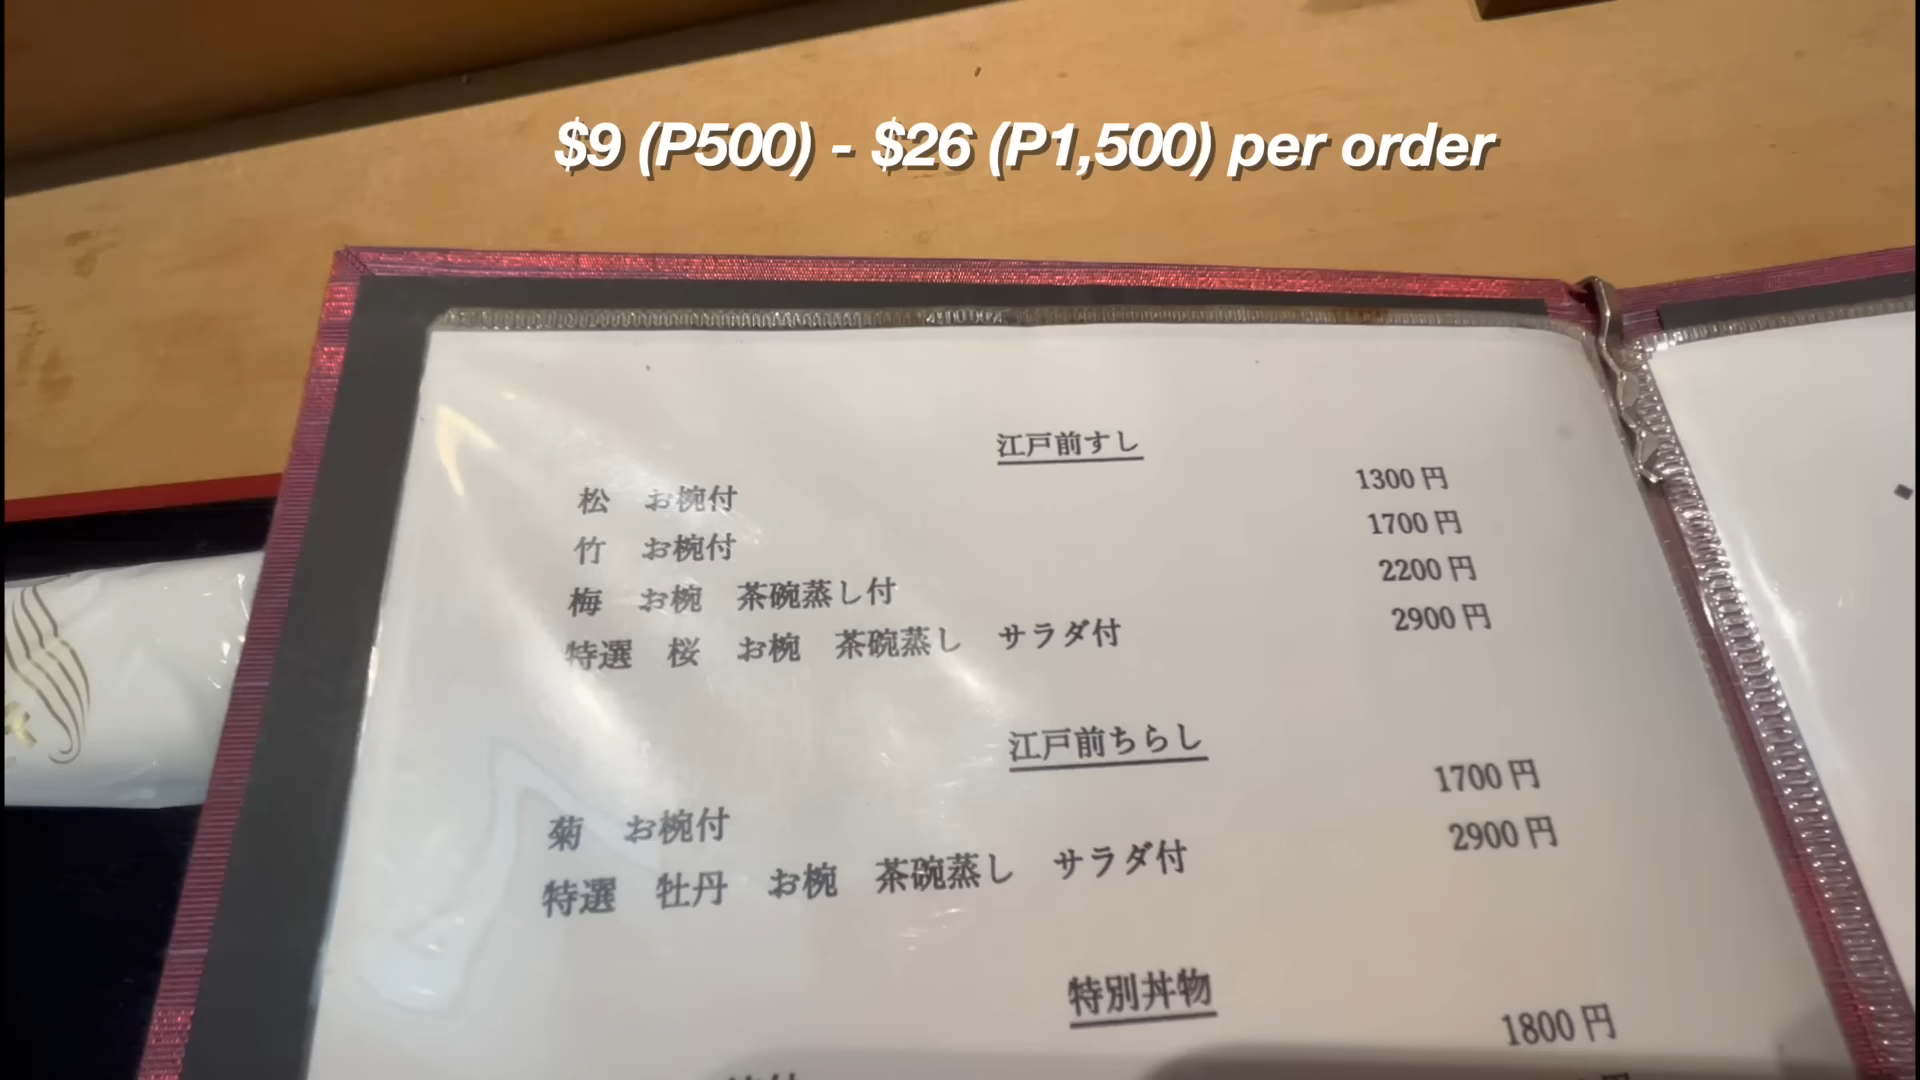 $9 (P500) - $26 (P1,500) per order
江戸前すし
松 お椀付 1300円
竹 お椀付 1700円
梅 お椀 茶碗蒸し付 2200円
特選 桜 お椀 茶碗蒸し サラダ付 2900円
江戸前ちらし
菊 お椀付 1700円
特選 牡丹 お椀 茶碗蒸し サラダ付 2900円
特別丼物
1800円